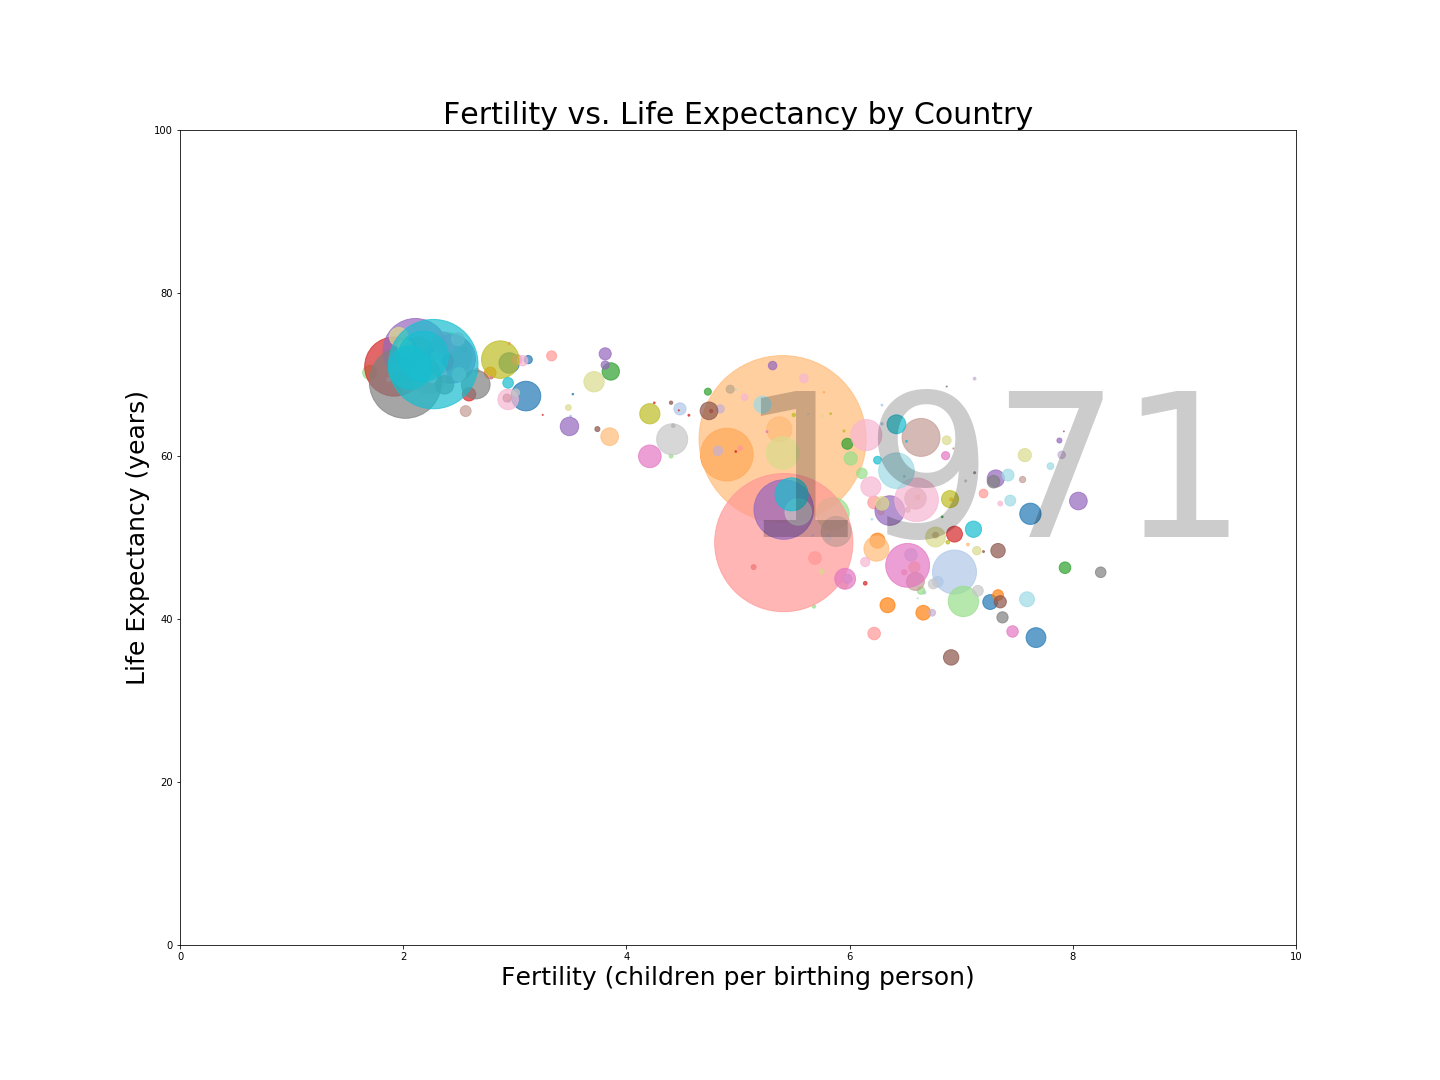 Fertility vs. Life Expectancy by Country
100
80
60
40
20
0
Life Expectancy (years)
1971
0 2 4 6 8 10
Fertility (children per birthing person)